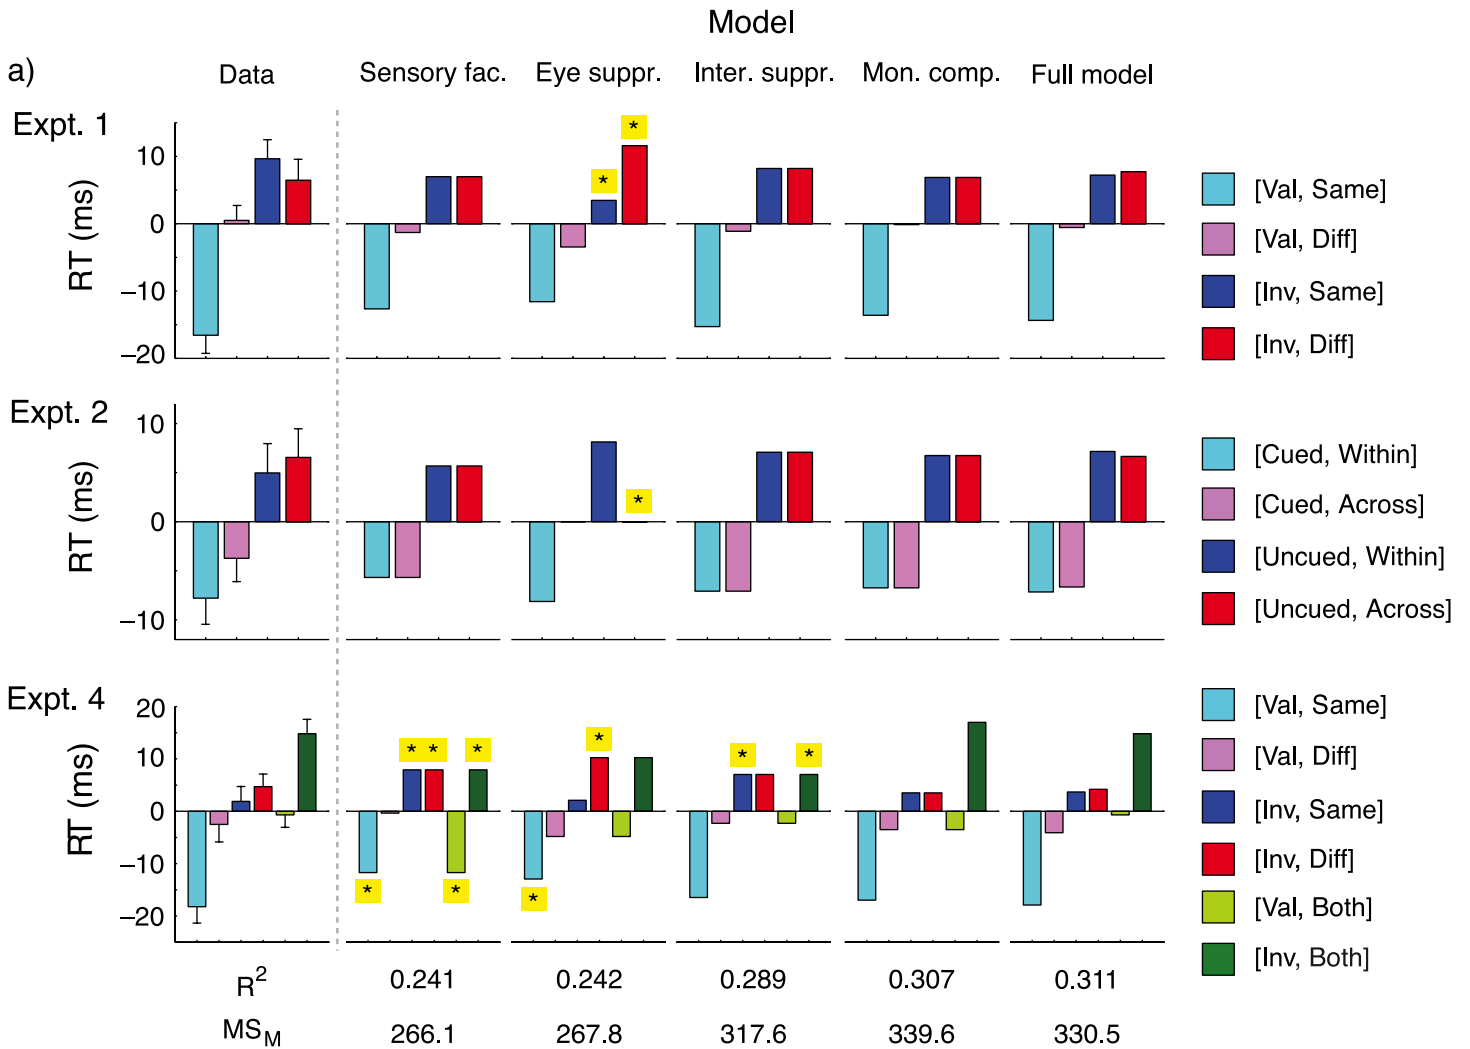 Model
a)
Data
Sensory fac.
Eye suppr.
Inter. suppr.
Mon. comp.
Full model
Expt. 1
RT (ms)
10
0
−10
−20
*
*
[Val, Same]
[Val, Diff]
[Inv, Same]
[Inv, Diff]
Expt. 2
RT (ms)
10
0
−10
*
[Cued, Within]
[Cued, Across]
[Uncued, Within]
[Uncued, Across]
Expt. 4
RT (ms)
20
10
0
−10
−20
* * *
* *
*
*
* *
[Val, Same]
[Val, Diff]
[Inv, Same]
[Inv, Diff]
[Val, Both]
[Inv, Both]
R² 0.241 0.242 0.289 0.307 0.311
MS_M 266.1 267.8 317.6 339.6 330.5